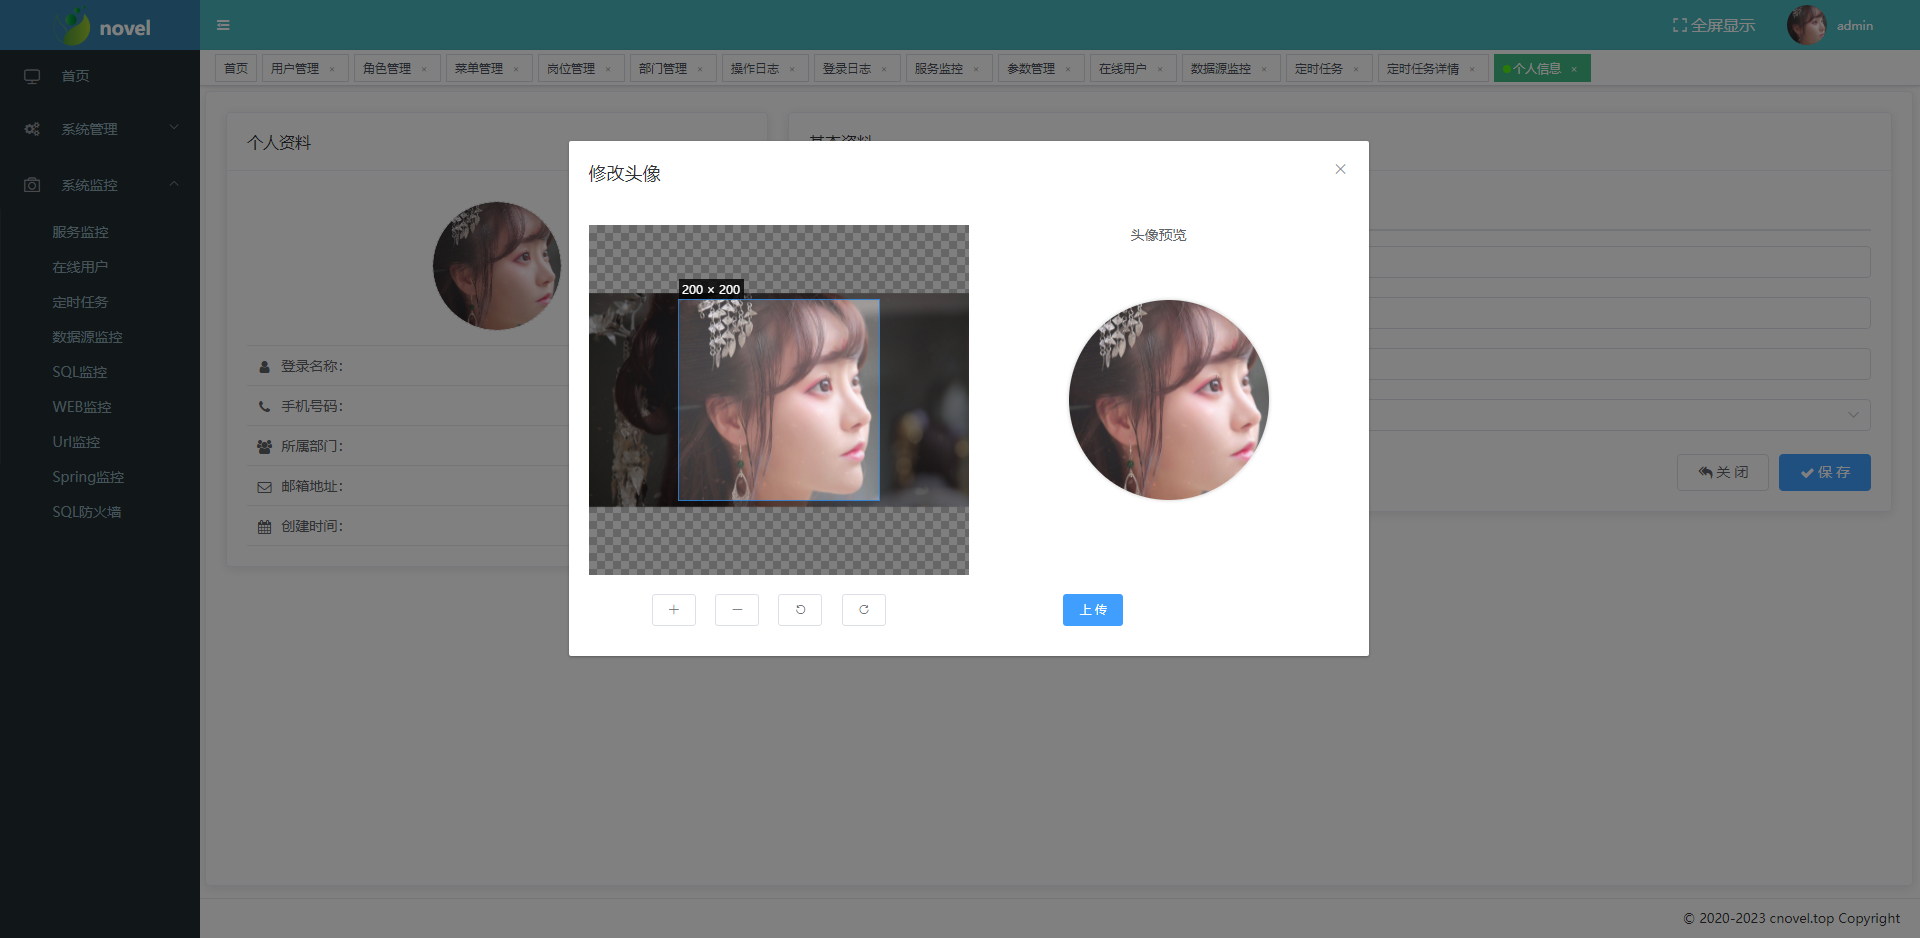 novel
全屏显示
admin
首页
系统管理
系统监控
服务监控
在线用户
定时任务
数据源监控
SQL监控
WEB监控
Url监控
Spring监控
SQL防火墙
首页 用户管理 × 角色管理 × 菜单管理 × 岗位管理 × 部门管理 × 操作日志 × 登录日志 × 服务监控 × 参数管理 × 在线用户 × 数据源监控 × 定时任务 × 定时任务详情 × 个人信息 ×
个人资料
登录名称：
手机号码：
所属部门：
邮箱地址：
创建时间：
基本资料
修改头像
200 × 200
头像预览
上 传
关 闭
保 存
© 2020-2023 cnovel.top Copyright